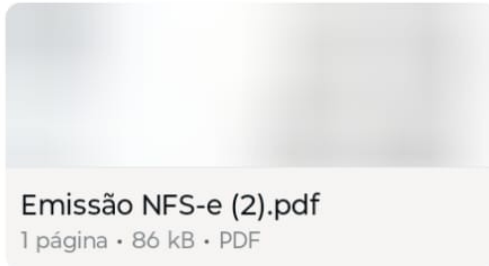 Emissão NFS-e (2).pdf
1 página • 86 kB • PDF